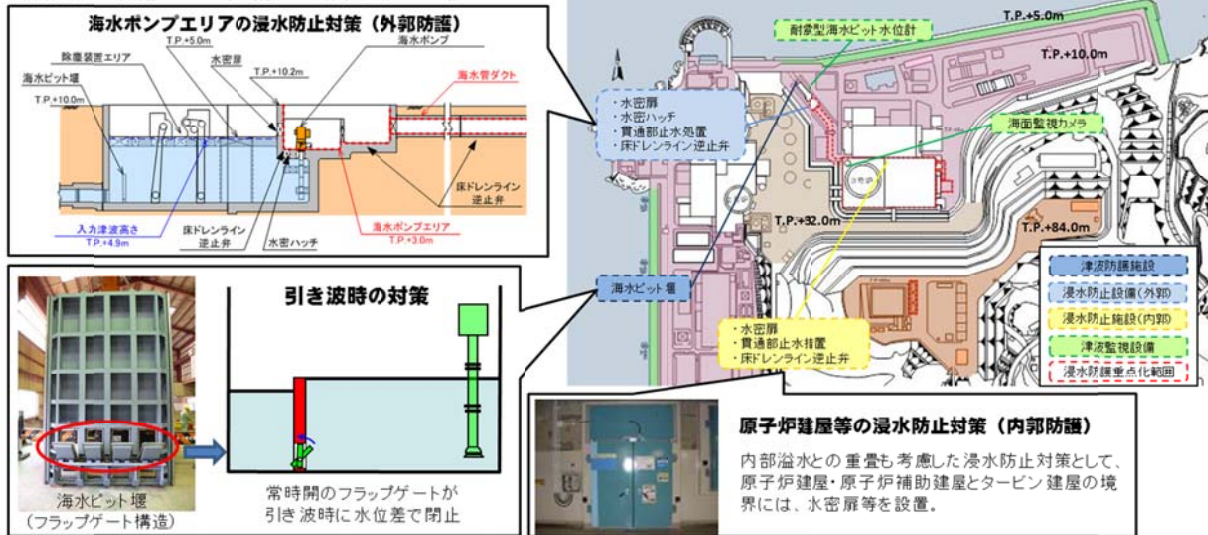 海水ポンプエリアの浸水防止対策（外郭防護）
T.P.+5.0m
水密扉
海水ポンプ
除塵装置エリア
海水ピット堰
T.P.+10.0m
T.P.+10.2m
海水管ダクト
入力津波高さ
T.P.+4.9m
床ドレンライン
逆止弁
水密ハッチ
海水ポンプエリア
T.P.+3.0m
床ドレンライン
逆止弁
引き波時の対策
海水ピット堰
(フラップゲート構造)
常時開のフラップゲートが
引き波時に水位差で閉止
T.P.+5.0m
耐震型海水ピット水位計
T.P.+10.0m
・水密扉
・水密ハッチ
・貫通部止水処置
・床ドレンライン逆止弁
海面監視カメラ
3号炉
T.P.+32.0m
T.P.+84.0m
海水ピット堰
・水密扉
・貫通部止水措置
・床ドレンライン逆止弁
津波防護施設
浸水防止設備(外郭)
浸水防止施設(内郭)
津波監視設備
浸水防護重点化範囲
原子炉建屋等の浸水防止対策（内郭防護）
内部溢水との重畳も考慮した浸水防止対策として、
原子炉建屋・原子炉補助建屋とタービン建屋の境
界には、水密扉等を設置。